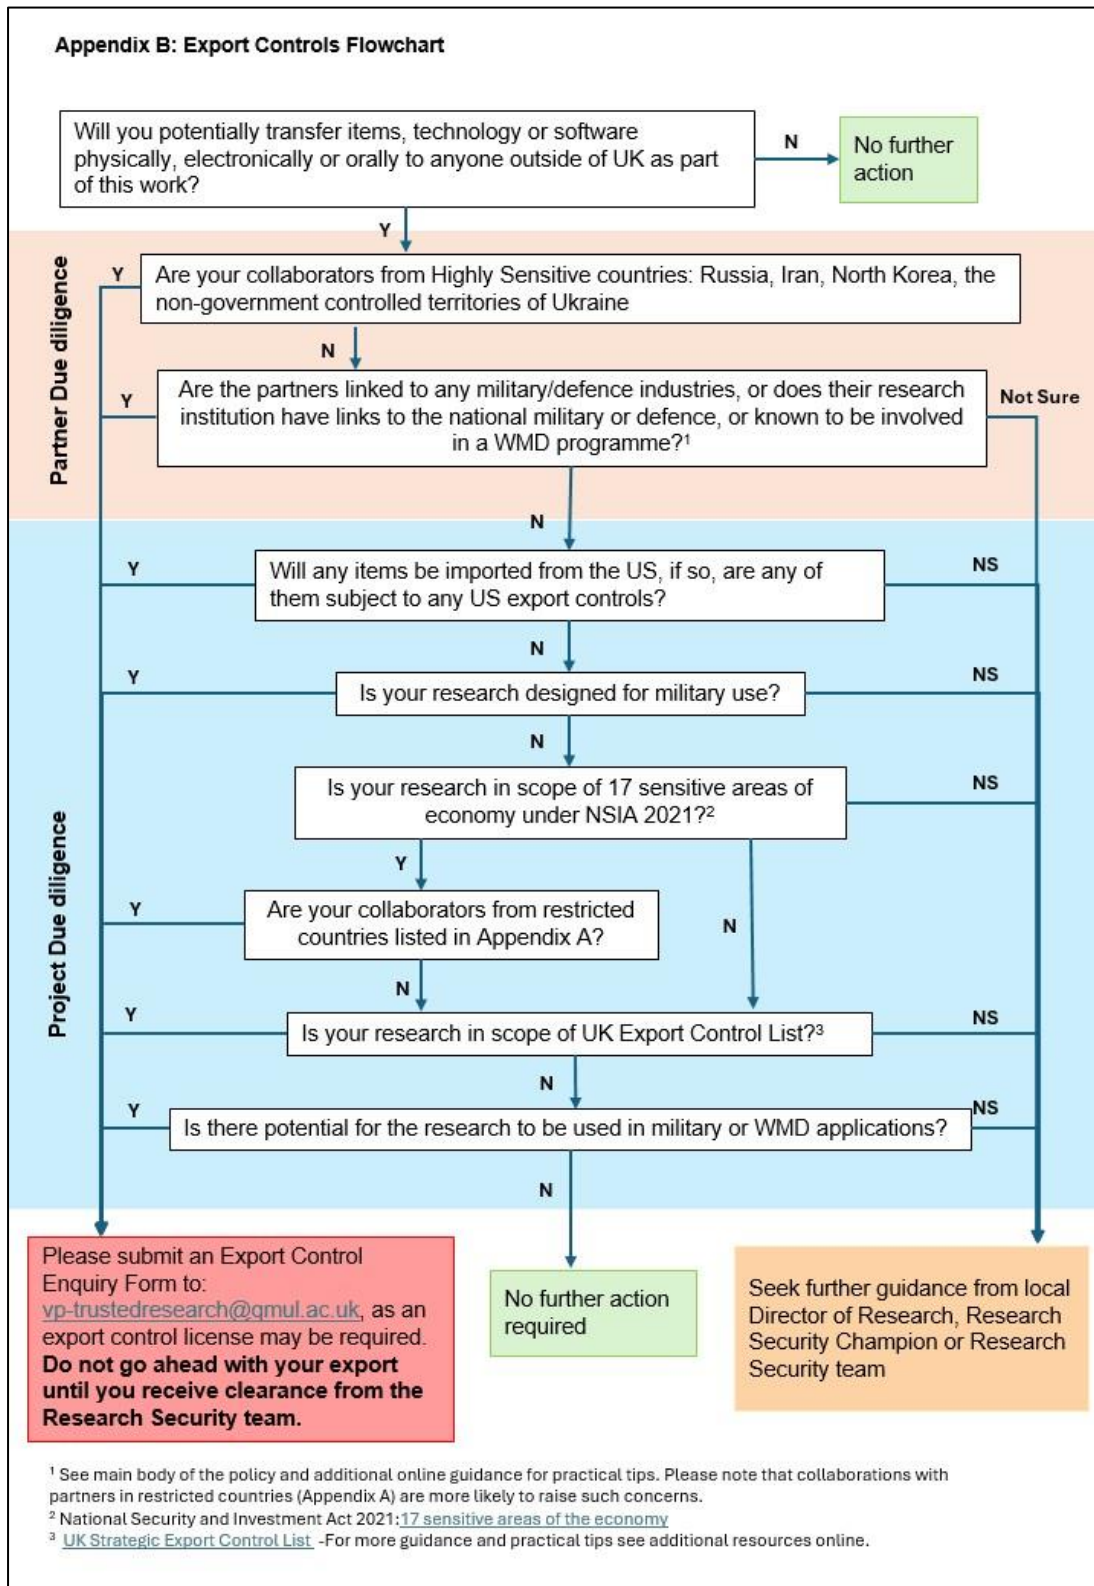 Appendix B: Export Controls Flowchart
Will you potentially transfer items, technology or software
physically, electronically or orally to anyone outside of UK as part
of this work?
N
No further
action
Y
Partner Due diligence
Y
Are your collaborators from Highly Sensitive countries: Russia, Iran, North Korea, the
non-government controlled territories of Ukraine
N
Y
Are the partners linked to any military/defence industries, or does their research
institution have links to the national military or defence, or known to be involved
in a WMD programme?¹
Not Sure
N
Project Due diligence
Y
Will any items be imported from the US, if so, are any of
them subject to any US export controls?
NS
N
Y
Is your research designed for military use?
NS
N
Is your research in scope of 17 sensitive areas of
economy under NSIA 2021?²
NS
Y
N
Y
Are your collaborators from restricted
countries listed in Appendix A?
N
Y
Is your research in scope of UK Export Control List?³
NS
N
Y
Is there potential for the research to be used in military or WMD applications?
NS
N
Please submit an Export Control
Enquiry Form to:
vp-trustedresearch@qmul.ac.uk, as an
export control license may be required.
Do not go ahead with your export
until you receive clearance from the
Research Security team.
No further action
required
Seek further guidance from local
Director of Research, Research
Security Champion or Research
Security team
¹ See main body of the policy and additional online guidance for practical tips. Please note that collaborations with
partners in restricted countries (Appendix A) are more likely to raise such concerns.
² National Security and Investment Act 2021:17 sensitive areas of the economy
³ UK Strategic Export Control List -For more guidance and practical tips see additional resources online.